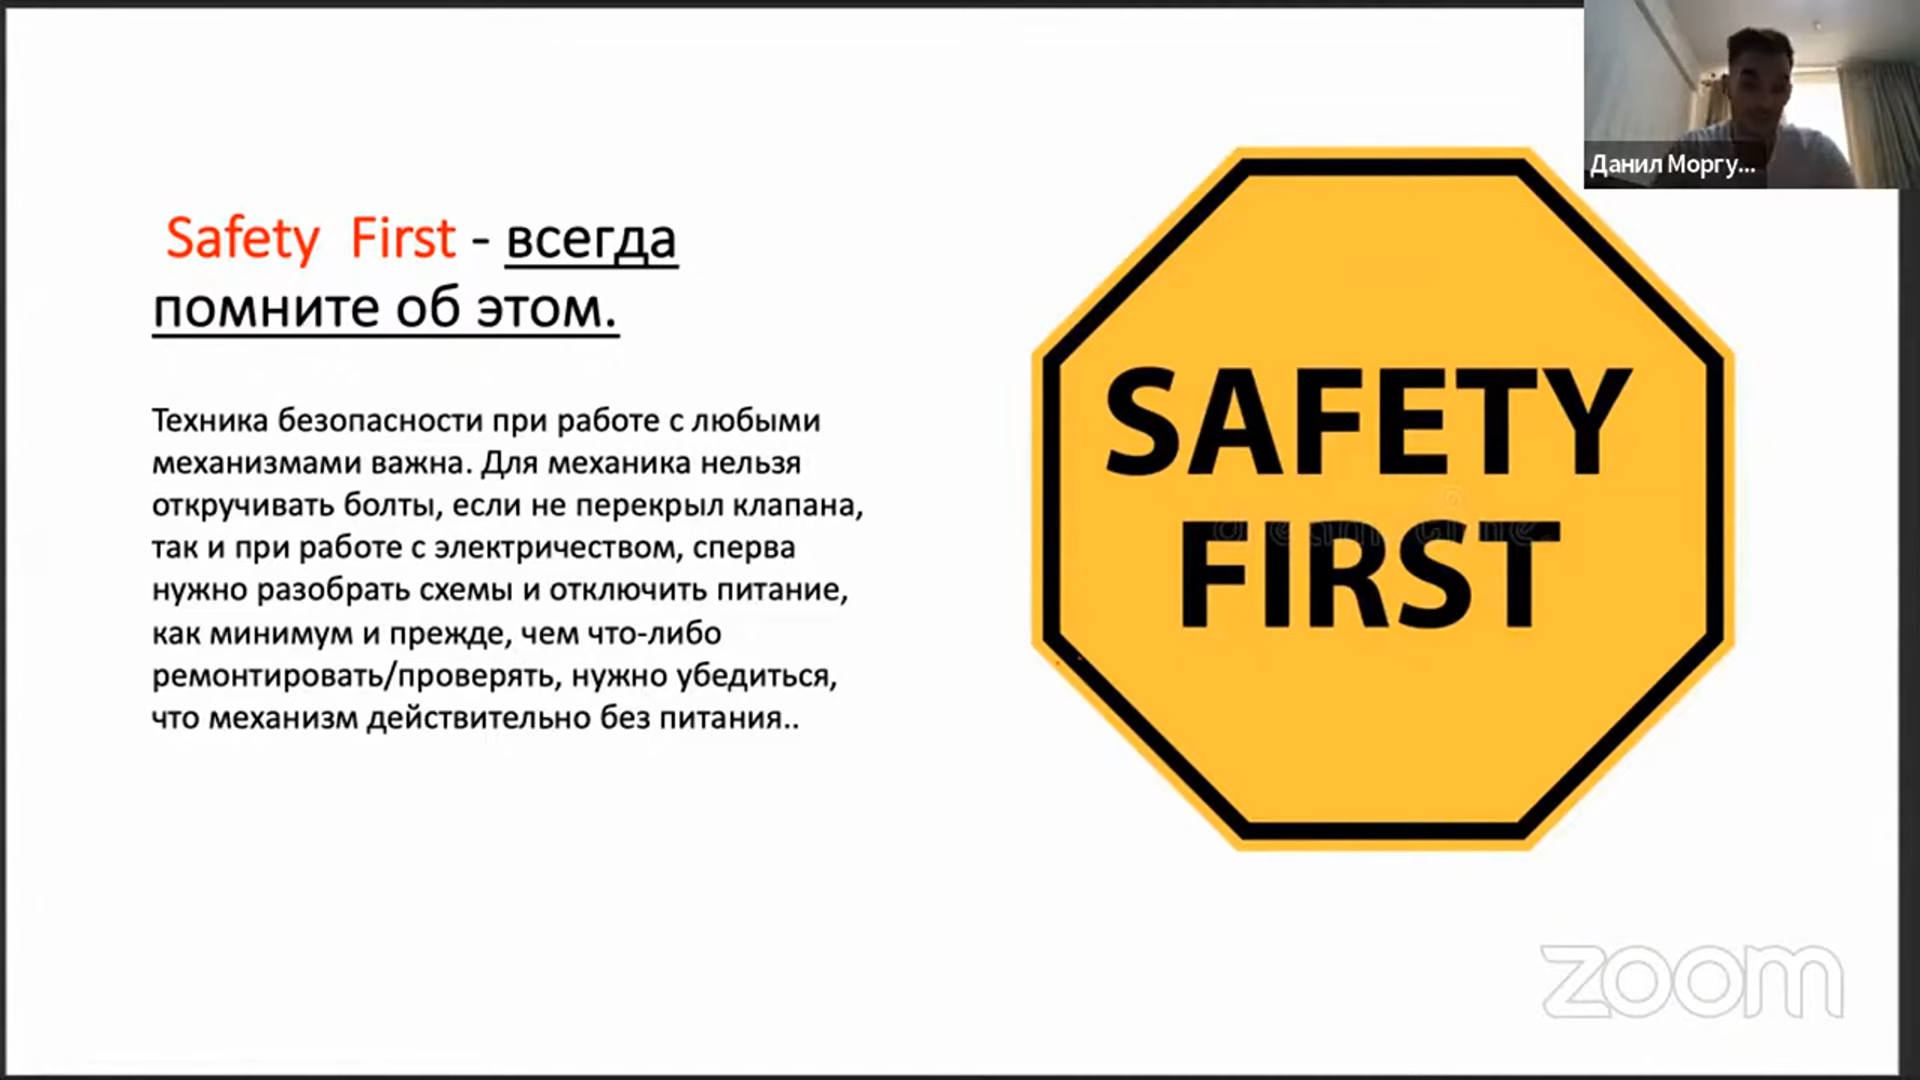 Данил Моргу...
Safety First - всегда
помните об этом.
Техника безопасности при работе с любыми
механизмами важна. Для механика нельзя
откручивать болты, если не перекрыл клапана,
так и при работе с электричеством, сперва
нужно разобрать схемы и отключить питание,
как минимум и прежде, чем что-либо
ремонтировать/проверять, нужно убедиться,
что механизм действительно без питания..
SAFETY
FIRST
zoom